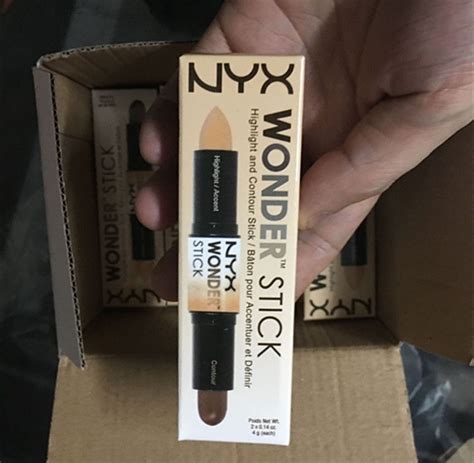 NYX
WONDER™ STICK
Highlight and Contour Stick / Bâton pour Accentuer et Définir
Highlight / Accent
NYX
WONDER
STICK
Contour
Poids Net Wt.
2 x 0.14 oz.
4 g (each)
WONDER STICK
NYX
W